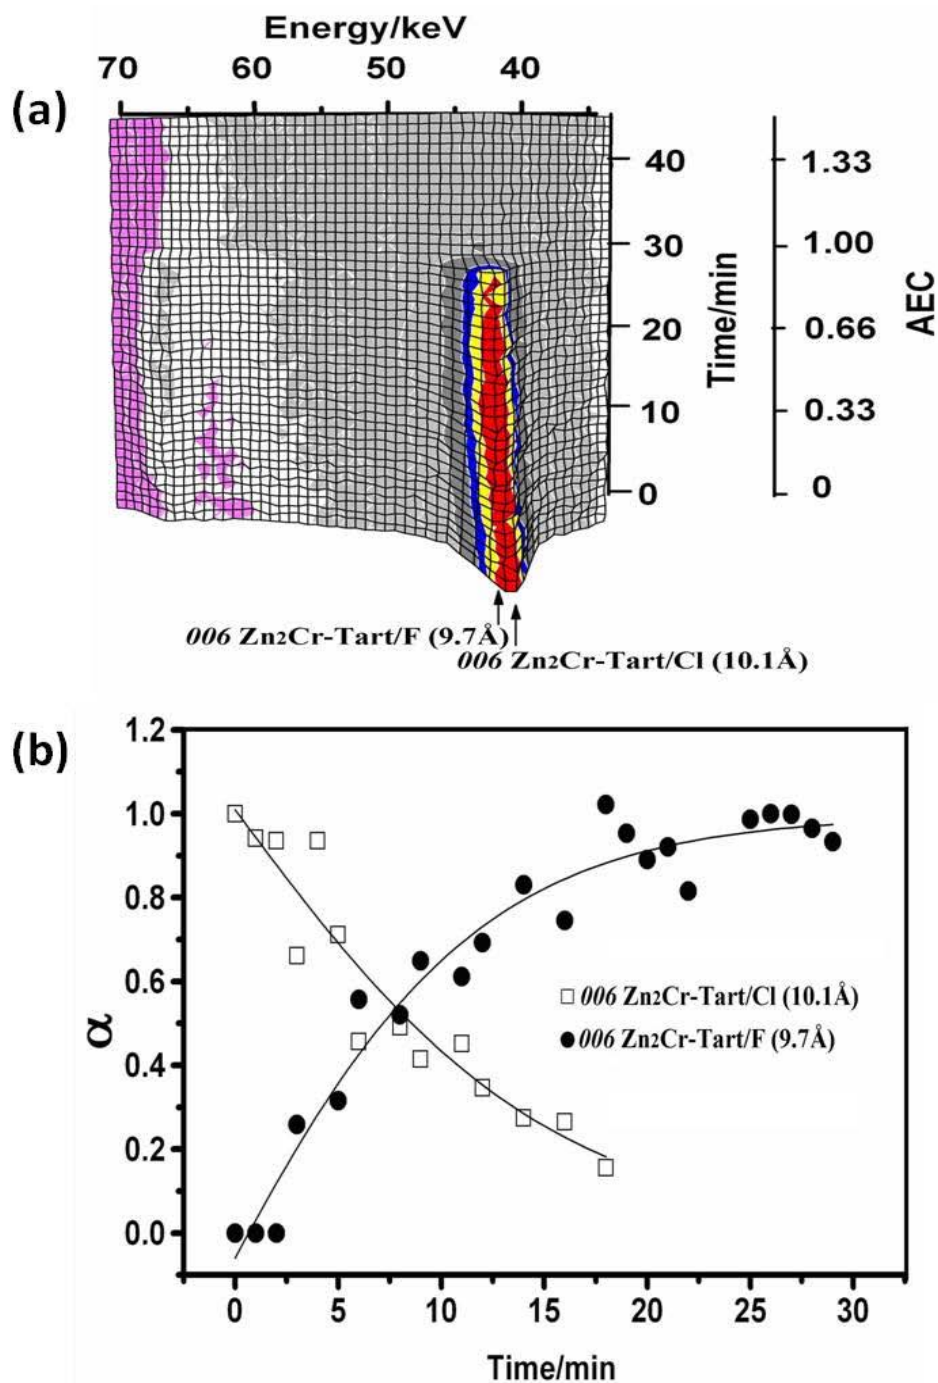 Energy/keV
70 60 50 40
(a)
40 1.33
30 1.00
20 0.66
10 0.33
0 0
Time/min
AEC
006 Zn2Cr-Tart/F (9.7Å)
006 Zn2Cr-Tart/Cl (10.1Å)
(b)
1.2
1.0
0.8
0.6
0.4
0.2
0.0
α
006 Zn2Cr-Tart/Cl (10.1Å)
006 Zn2Cr-Tart/F (9.7Å)
0 5 10 15 20 25 30
Time/min